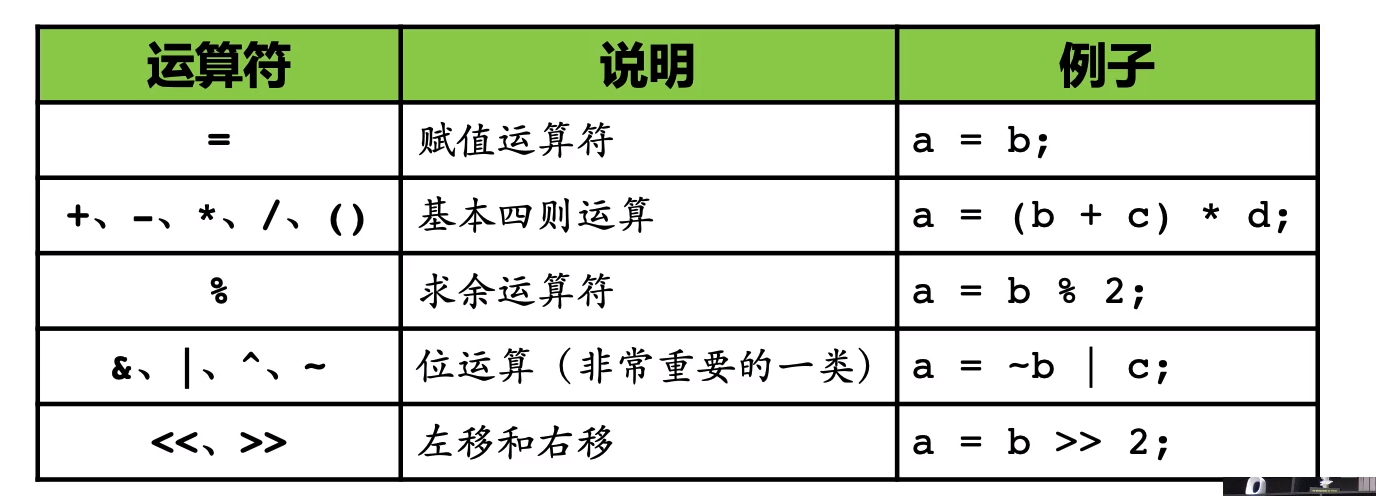 运算符 说明 例子
= 赋值运算符 a = b;
+、-、*、/、() 基本四则运算 a = (b + c) * d;
% 求余运算符 a = b % 2;
&、|、^、~ 位运算（非常重要的一类） a = ~b | c;
<<、>> 左移和右移 a = b >> 2;